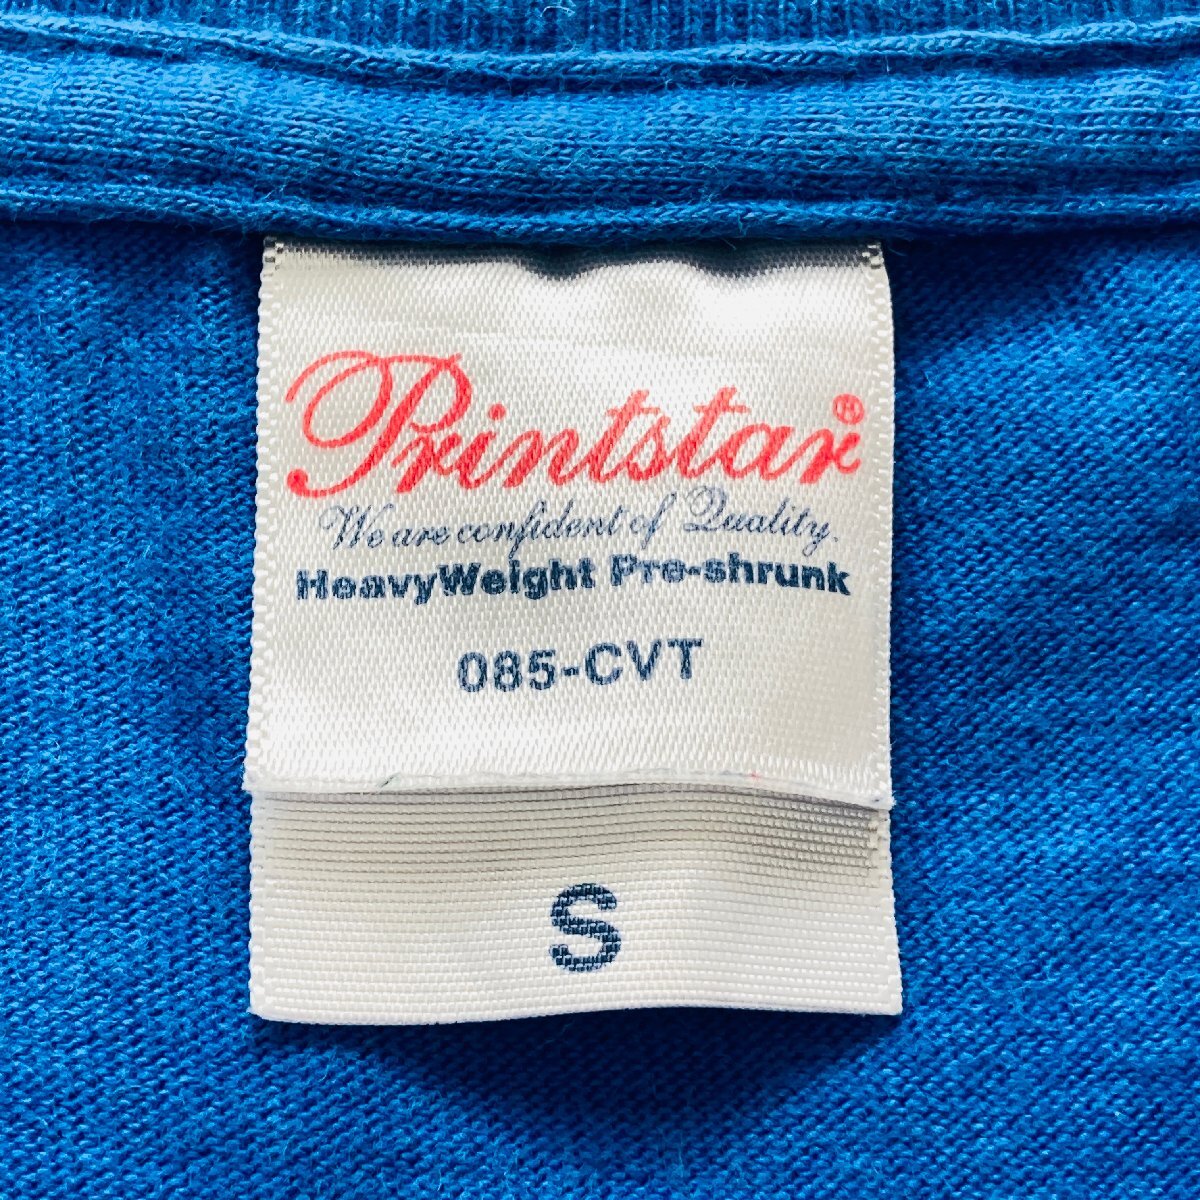 Printstar®
We are confident of Quality.
HeavyWeight Pre-shrunk
085-CVT
S